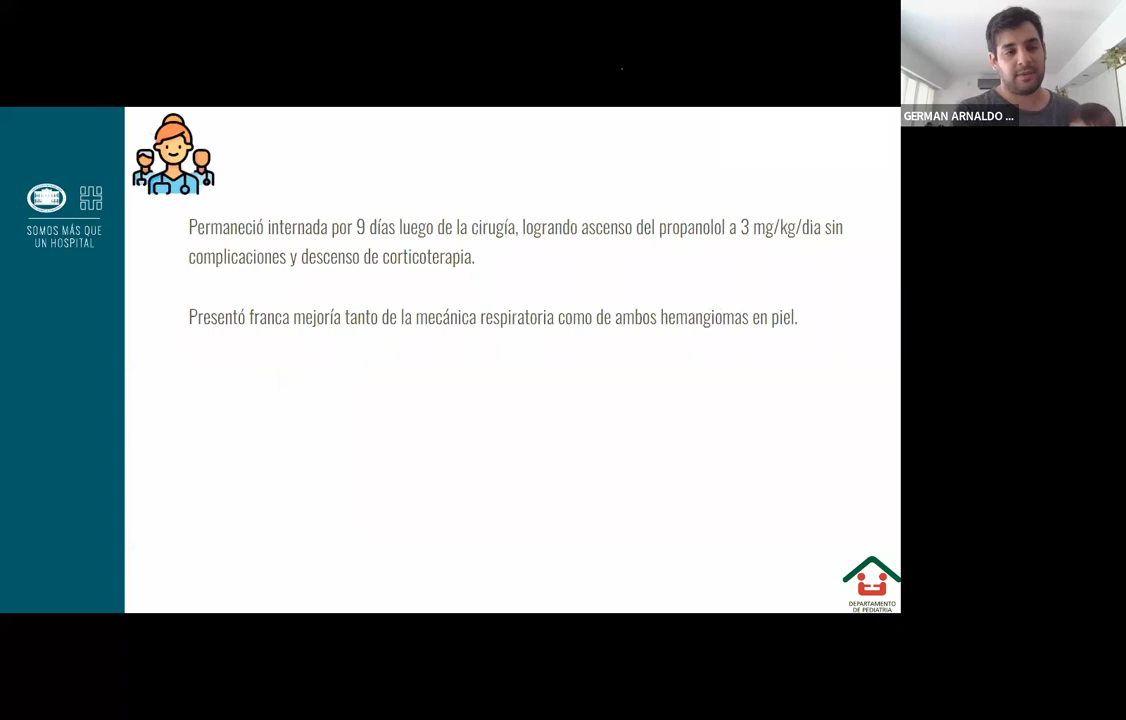 GERMAN ARNALDO ...
SOMOS MÁS QUE
UN HOSPITAL
Permaneció internada por 9 días luego de la cirugía, logrando ascenso del propanolol a 3 mg/kg/dia sin
complicaciones y descenso de corticoterapia.
Presentó franca mejoría tanto de la mecánica respiratoria como de ambos hemangiomas en piel.
DEPARTAMENTO
DE PEDIATRIA